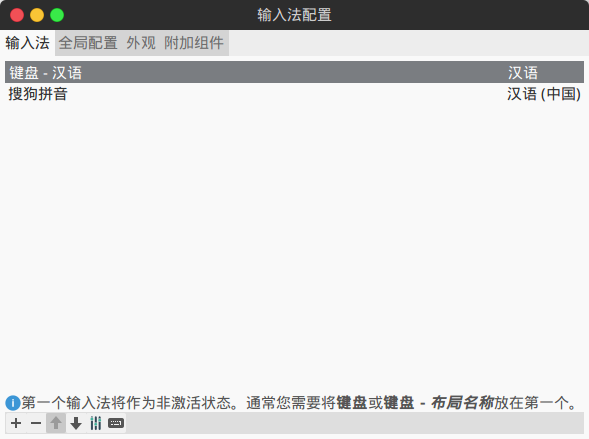 输入法配置
输入法 全局配置 外观 附加组件
键盘 - 汉语 汉语
搜狗拼音 汉语 (中国)
第一个输入法将作为非激活状态。通常您需要将键盘或键盘 - 布局名称放在第一个。